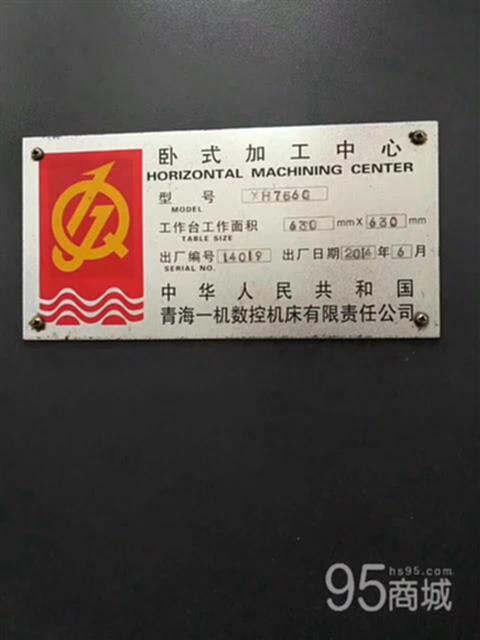 卧式加工中心
HORIZONTAL MACHINING CENTER
型号 XH766G
MODEL
工作台工作面积 630 mm X 630 mm
TABLE SIZE
出厂编号 14019 出厂日期 2014 年 6 月
SERIAL NO.
中华人民共和国
青海一机数控机床有限责任公司
hs95.com
95商城